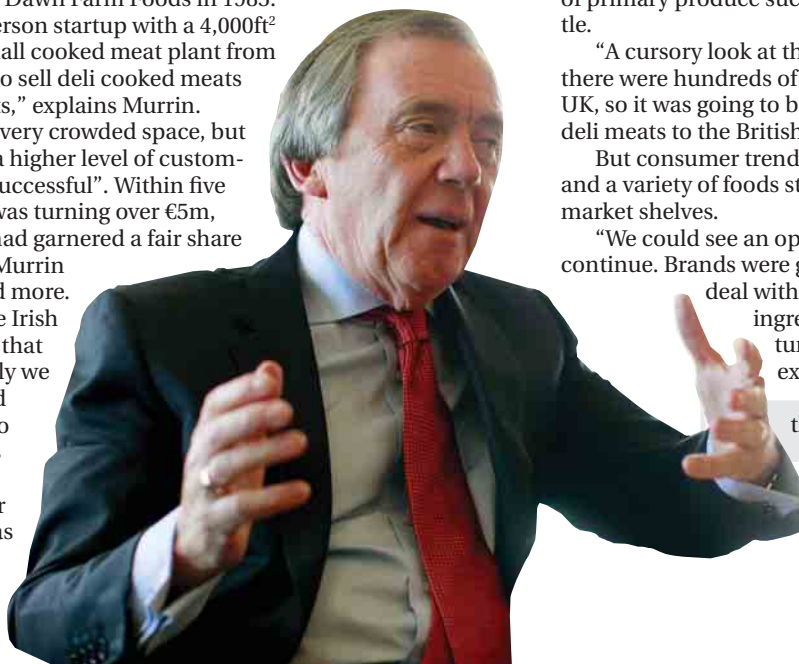 Dawn Farm Foods in 1985.
erson startup with a 4,000ft²
all cooked meat plant from
o sell deli cooked meats
s,” explains Murrin.
very crowded space, but
a higher level of custom-
uccessful”. Within five
was turning over €5m,
had garnered a fair share
Murrin
d more.
e Irish
that
ly we
d
o
r
as
of primary produce suc
tle.
“A cursory look at th
there were hundreds of
UK, so it was going to b
deli meats to the British
But consumer trend
and a variety of foods st
market shelves.
“We could see an op
continue. Brands were g
deal with
ingre
tur
ex
t